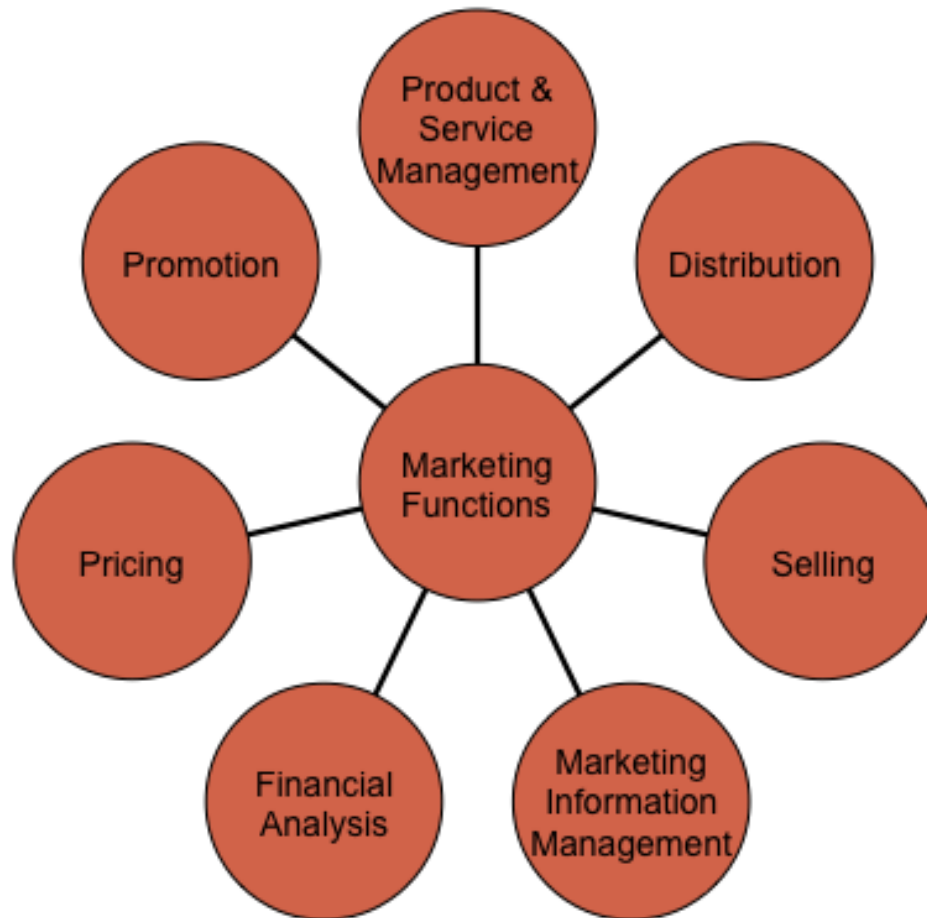 Product &
Service
Management
Promotion
Distribution
Marketing
Functions
Pricing
Selling
Financial
Analysis
Marketing
Information
Management